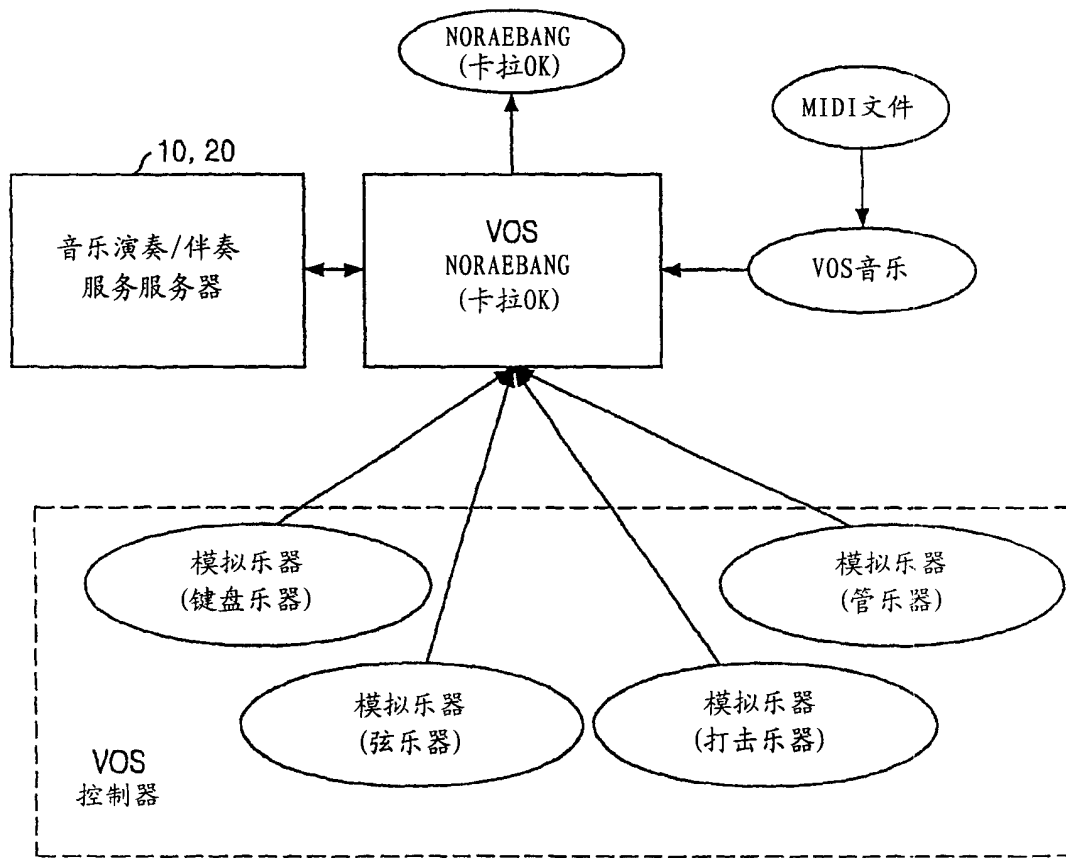 NORAEBANG
(卡拉OK)
MIDI文件
10, 20
音乐演奏/伴奏
服务服务器
VOS
NORAEBANG
(卡拉OK)
VOS音乐
模拟乐器
(键盘乐器)
模拟乐器
(管乐器)
模拟乐器
(弦乐器)
模拟乐器
(打击乐器)
VOS
控制器